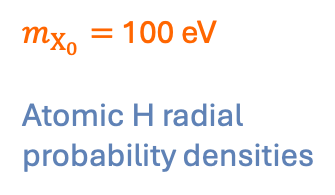 m_{X_0} = 100 eV
Atomic H radial
probability densities